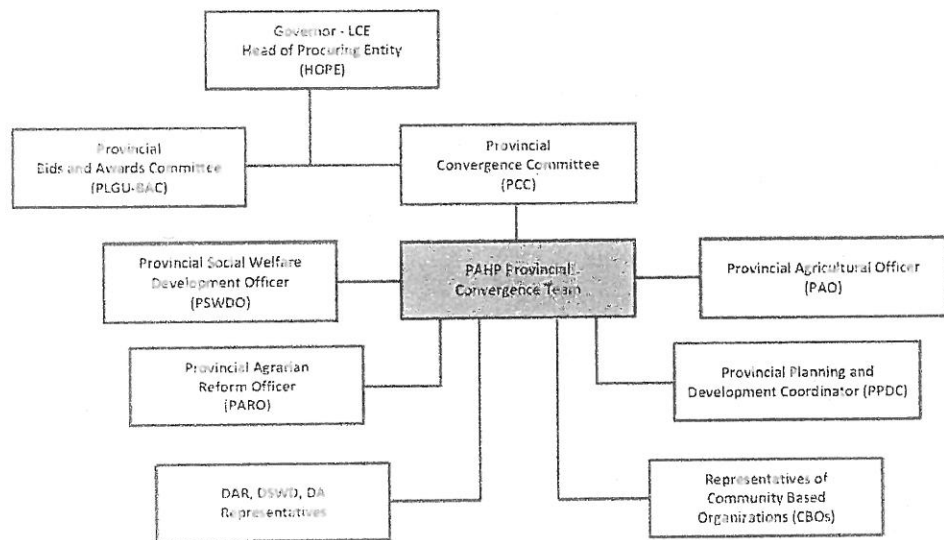 Governor - LCE
Head of Procuring Entity
(HOPE)
Provincial
Bids and Awards Committee
(PLGU-BAC)
Provincial
Convergence Committee
(PCC)
Provincial Social Welfare
Development Officer
(PSWDO)
PAHP Provincial
Convergence Team
Provincial Agricultural Officer
(PAO)
Provincial Agrarian
Reform Officer
(PARO)
Provincial Planning and
Development Coordinator (PPDC)
DAR, DSWD, DA
Representatives
Representatives of
Community Based
Organizations (CBOs)